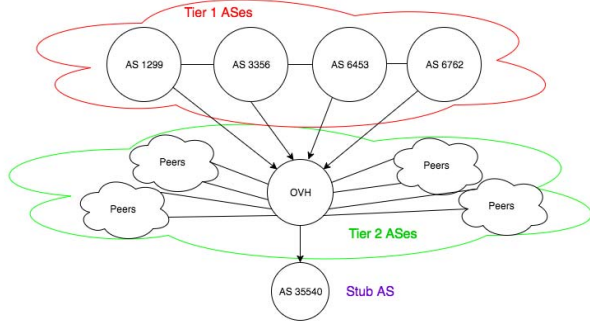 Tier 1 ASes
AS 1299
AS 3356
AS 6453
AS 6762
Peers
Peers
OVH
Peers
Peers
Tier 2 ASes
AS 35540
Stub AS